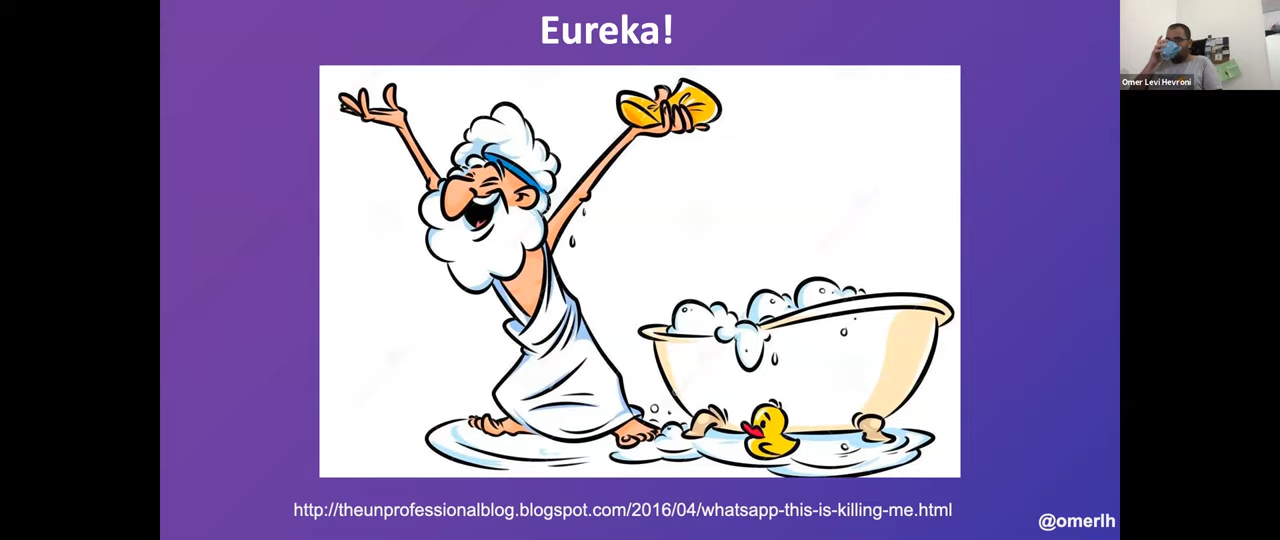 Eureka!
Omer Levi Hevroni
http://theunprofessionalblog.blogspot.com/2016/04/whatsapp-this-is-killing-me.html
@omerlh